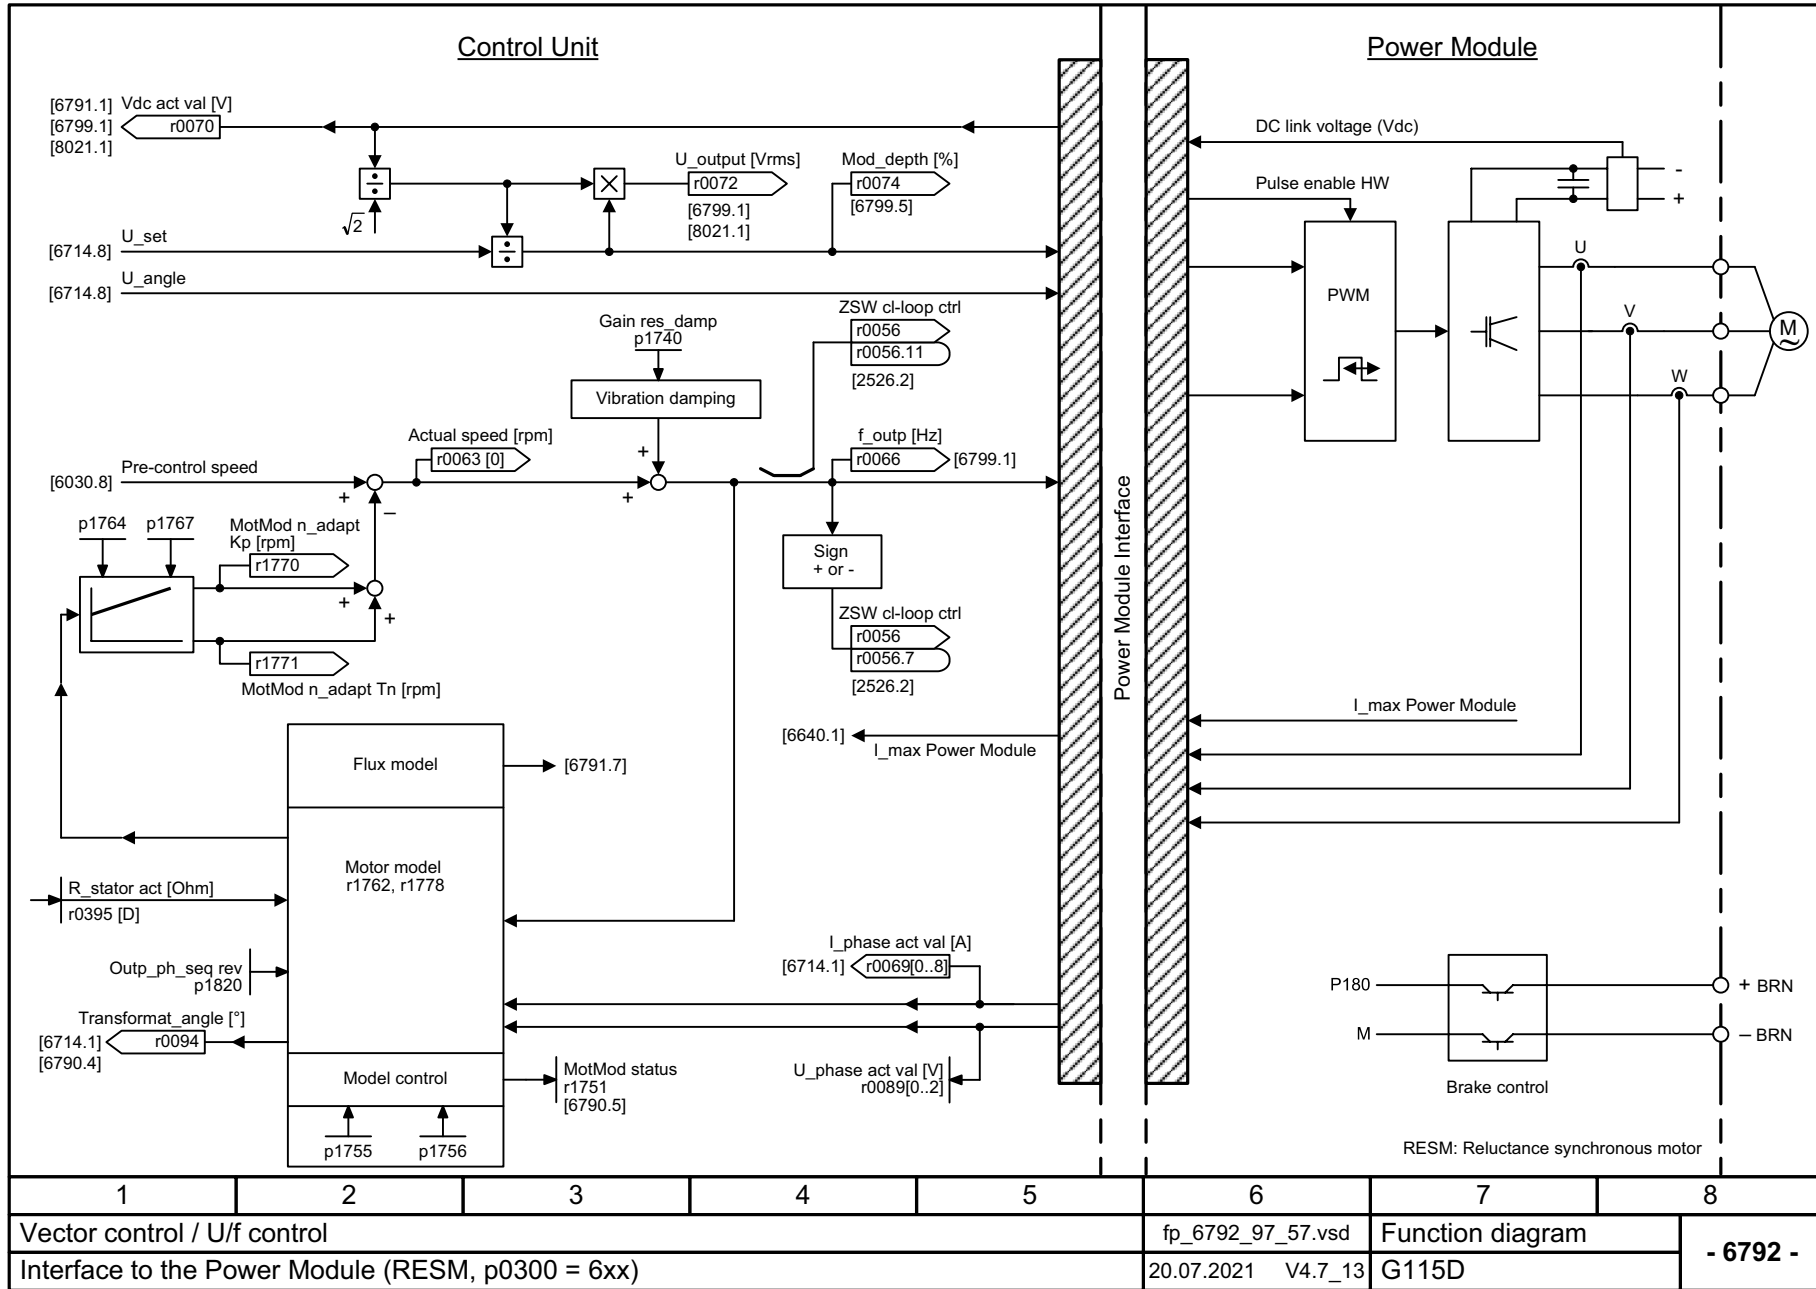 Control Unit
Power Module
[6791.1] Vdc act val [V]
[6799.1] r0070
[8021.1]
DC link voltage (Vdc)
U_output [Vrms]
r0072
[6799.1]
[8021.1]
Mod_depth [%]
r0074
[6799.5]
Pulse enable HW
-
+
÷
×
√2
U_set
[6714.8]
÷
U_angle
[6714.8]
U
V
W
PWM
M
~
ZSW cl-loop ctrl
r0056
r0056.11
[2526.2]
Gain res_damp
p1740
Vibration damping
+
Actual speed [rpm]
r0063 [0]
f_outp [Hz]
r0066 [6799.1]
Pre-control speed
[6030.8]
+
–
+
p1764 p1767
MotMod n_adapt
Kp [rpm]
r1770
+
+
r1771
MotMod n_adapt Tn [rpm]
Sign
+ or -
ZSW cl-loop ctrl
r0056
r0056.7
[2526.2]
Power Module Interface
I_max Power Module
[6640.1]
I_max Power Module
Flux model
[6791.7]
Motor model
r1762, r1778
R_stator act [Ohm]
r0395 [D]
Outp_ph_seq rev
p1820
Transformat_angle [°]
[6714.1] r0094
[6790.4]
I_phase act val [A]
[6714.1] r0069[0..8]
U_phase act val [V]
r0089[0..2]
Model control
MotMod status
r1751
[6790.5]
p1755 p1756
P180
+ BRN
M
– BRN
Brake control
RESM: Reluctance synchronous motor
1 2 3 4 5 6 7 8
Vector control / U/f control
fp_6792_97_57.vsd
Function diagram
- 6792 -
Interface to the Power Module (RESM, p0300 = 6xx)
20.07.2021 V4.7_13
G115D